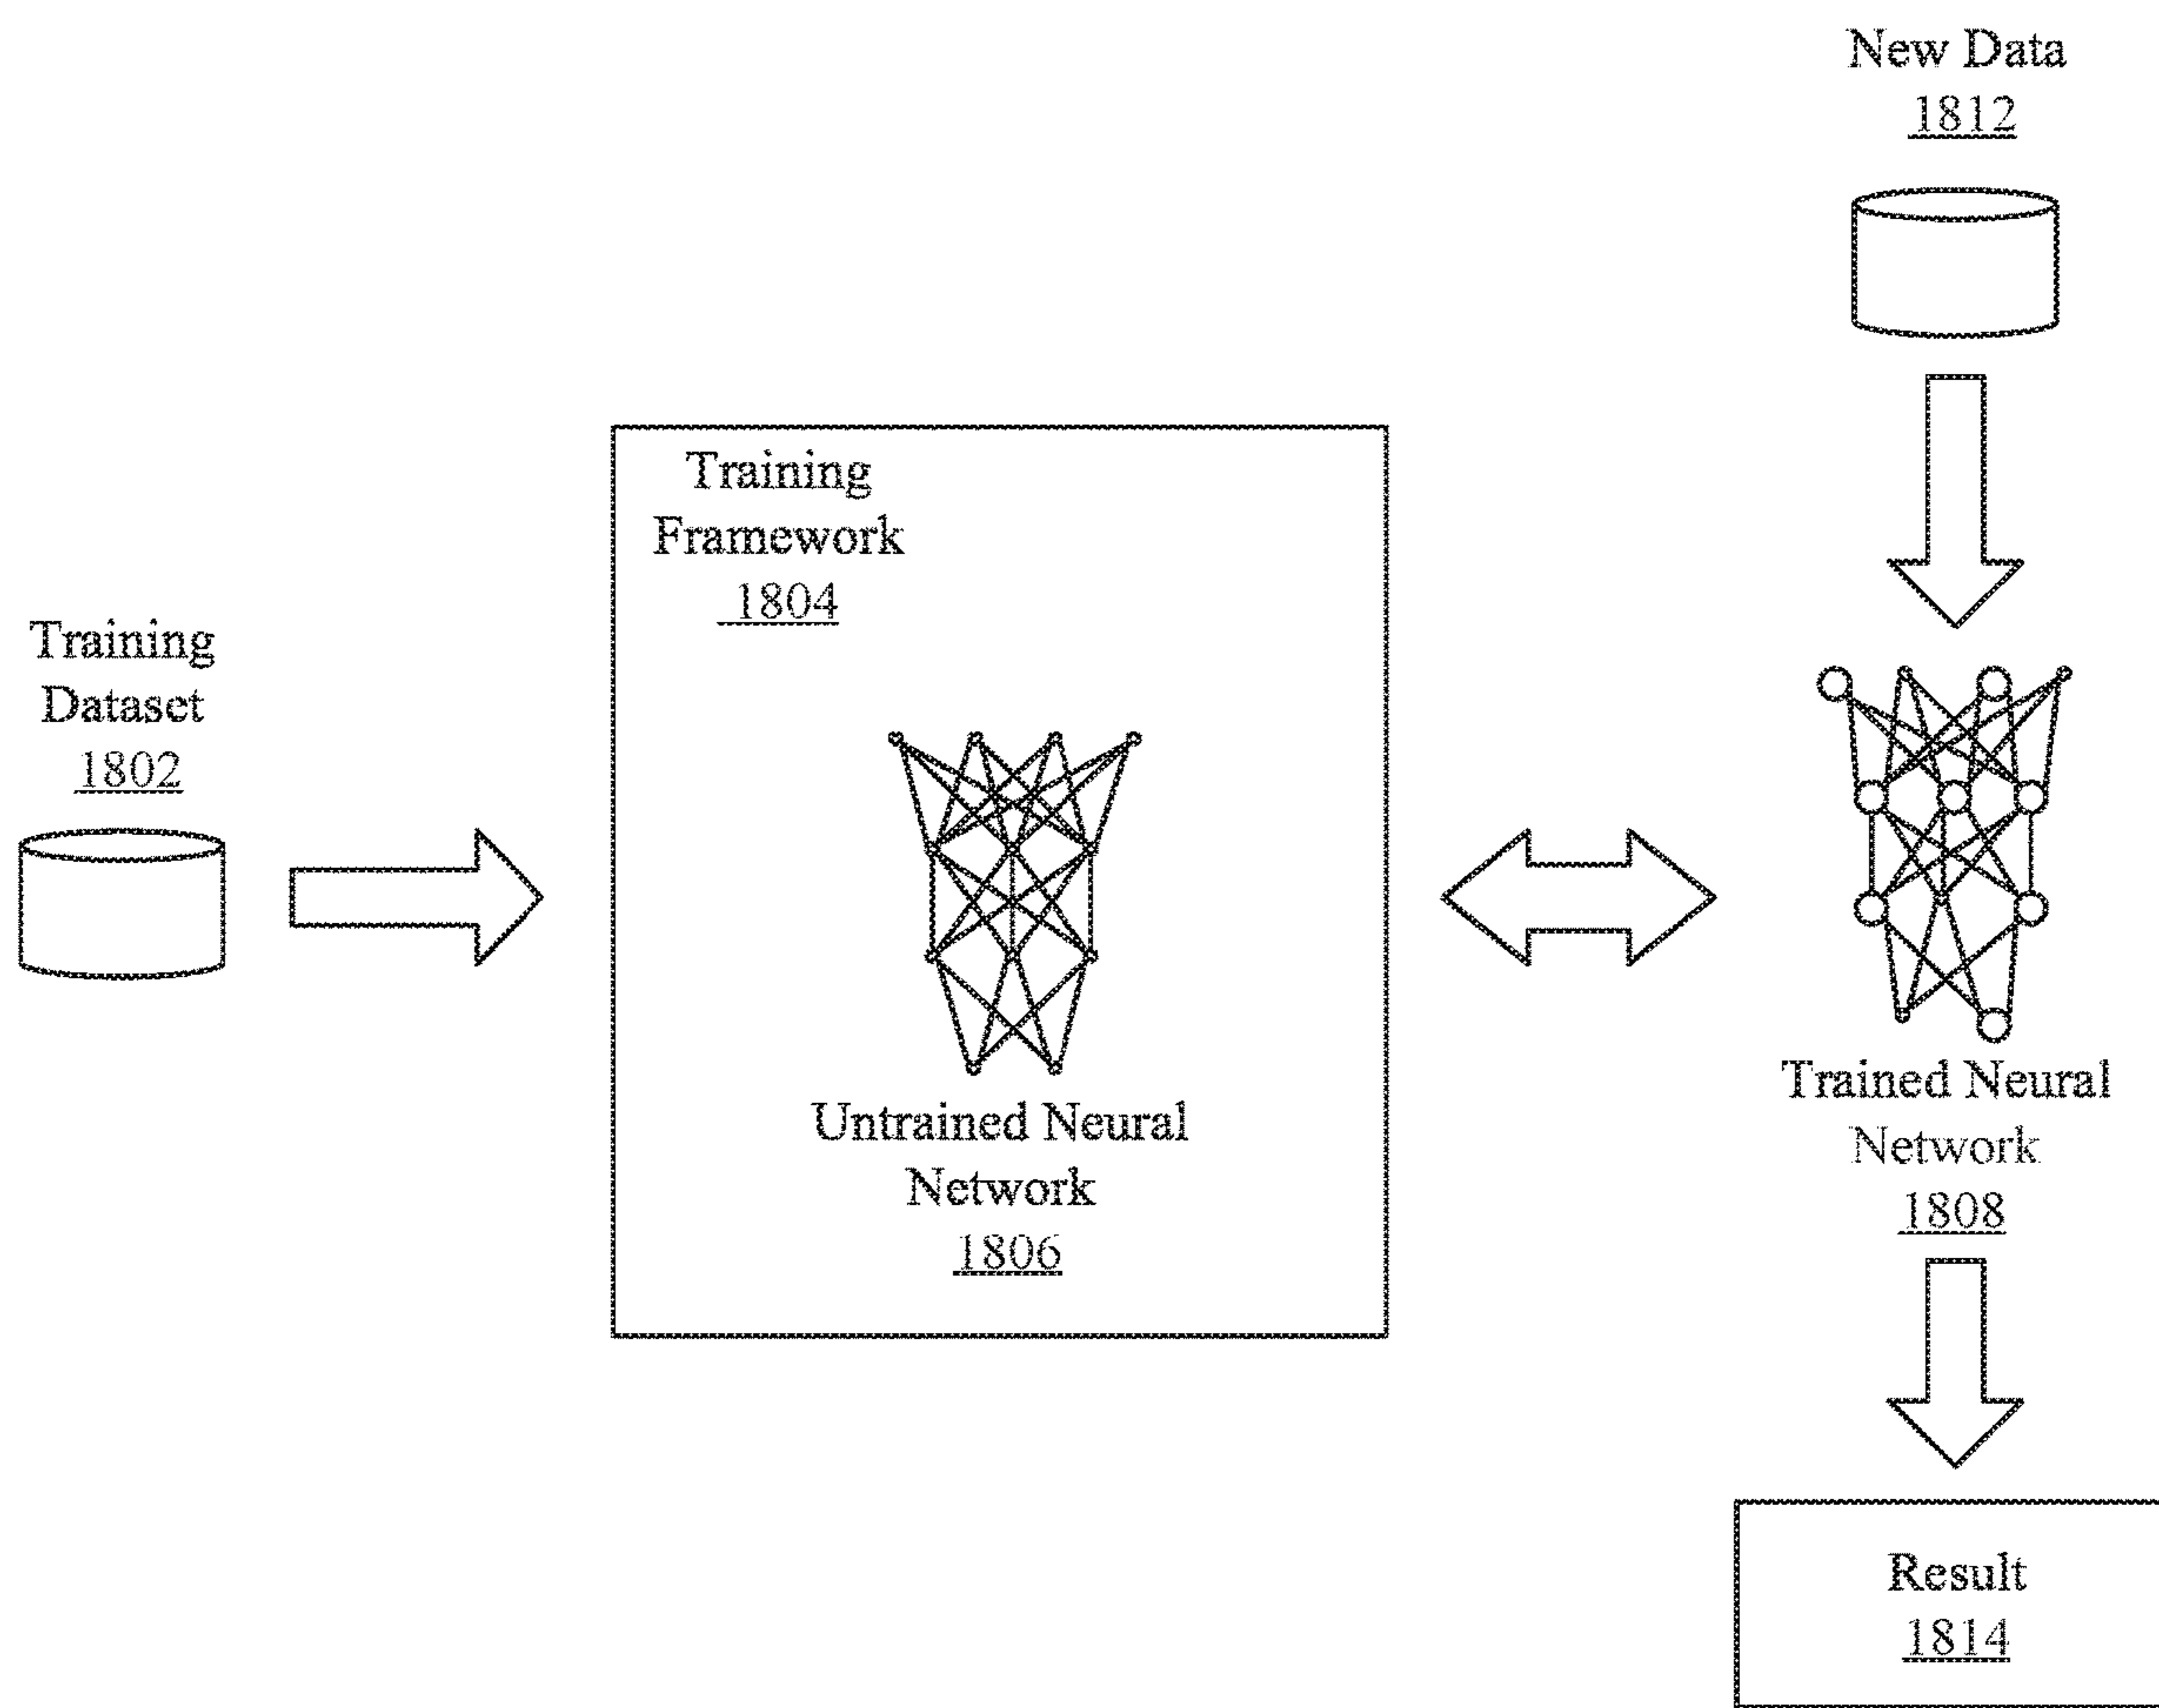 New Data
1812
Training
Framework
1804
Training
Dataset
1802
Untrained Neural
Network
1806
Trained Neural
Network
1808
Result
1814